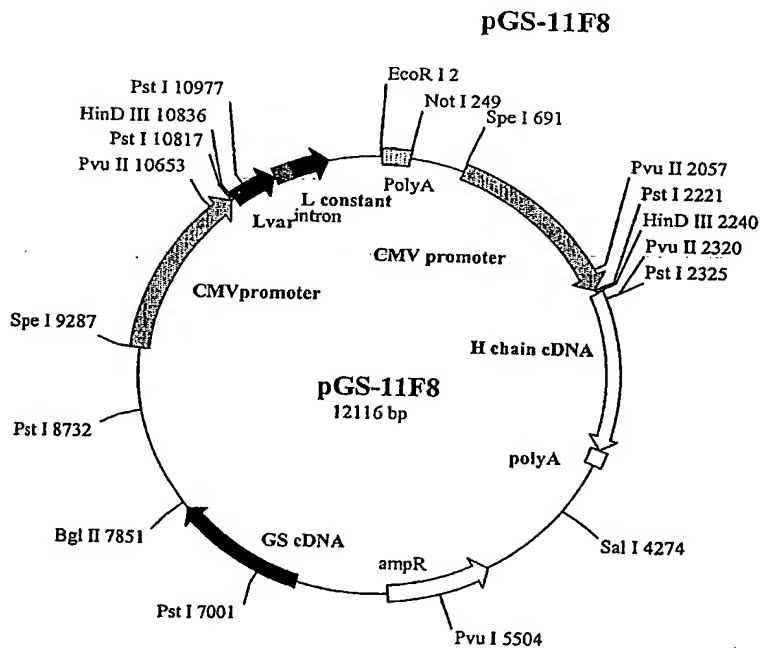 pGS-11F8
EcoR I 2
Not I 249
Spe I 691
Pst I 10977
HinD III 10836
Pst I 10817
Pvu II 10653
Pvu II 2057
Pst I 2221
HinD III 2240
Pvu II 2320
Pst I 2325
PolyA
L constant
intron
Lvar
CMV promoter
CMVpromoter
Spe I 9287
H chain cDNA
pGS-11F8
12116 bp
Pst I 8732
polyA
Bgl II 7851
GS cDNA
ampR
Sal I 4274
Pst I 7001
Pvu I 5504